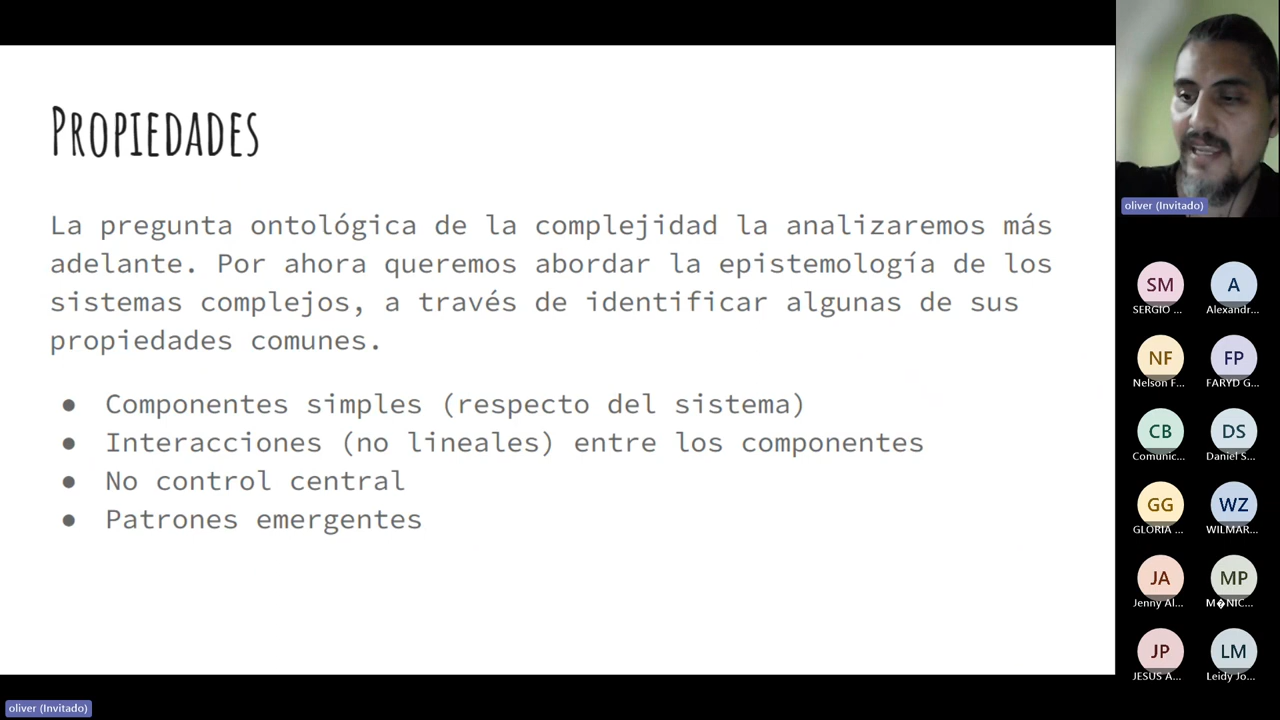 PROPIEDADES
La pregunta ontológica de la complejidad la analizaremos más
adelante. Por ahora queremos abordar la epistemología de los
sistemas complejos, a través de identificar algunas de sus
propiedades comunes.
● Componentes simples (respecto del sistema)
● Interacciones (no lineales) entre los componentes
● No control central
● Patrones emergentes
oliver (Invitado)
SM
SERGIO ...
A
Alexandr...
NF
Nelson F...
FP
FARYD G...
CB
Comunic...
DS
Daniel S...
GG
GLORIA ...
WZ
WILMAR...
JA
Jenny Al...
MP
M�NIC...
JP
JESUS A...
LM
Leidy Jo...
oliver (Invitado)